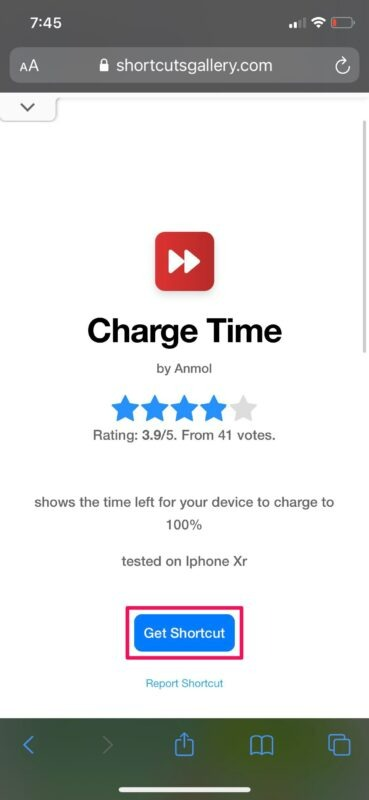 7:45
AA shortcutsgallery.com
Charge Time
by Anmol
Rating: 3.9/5. From 41 votes.
shows the time left for your device to charge to
100%
tested on Iphone Xr
Get Shortcut
Report Shortcut